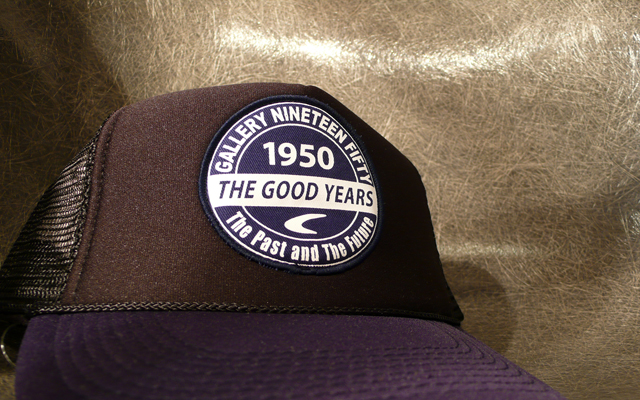 GALLERY NINETEEN FIFTY
1950
THE GOOD YEARS
The Past and The Future